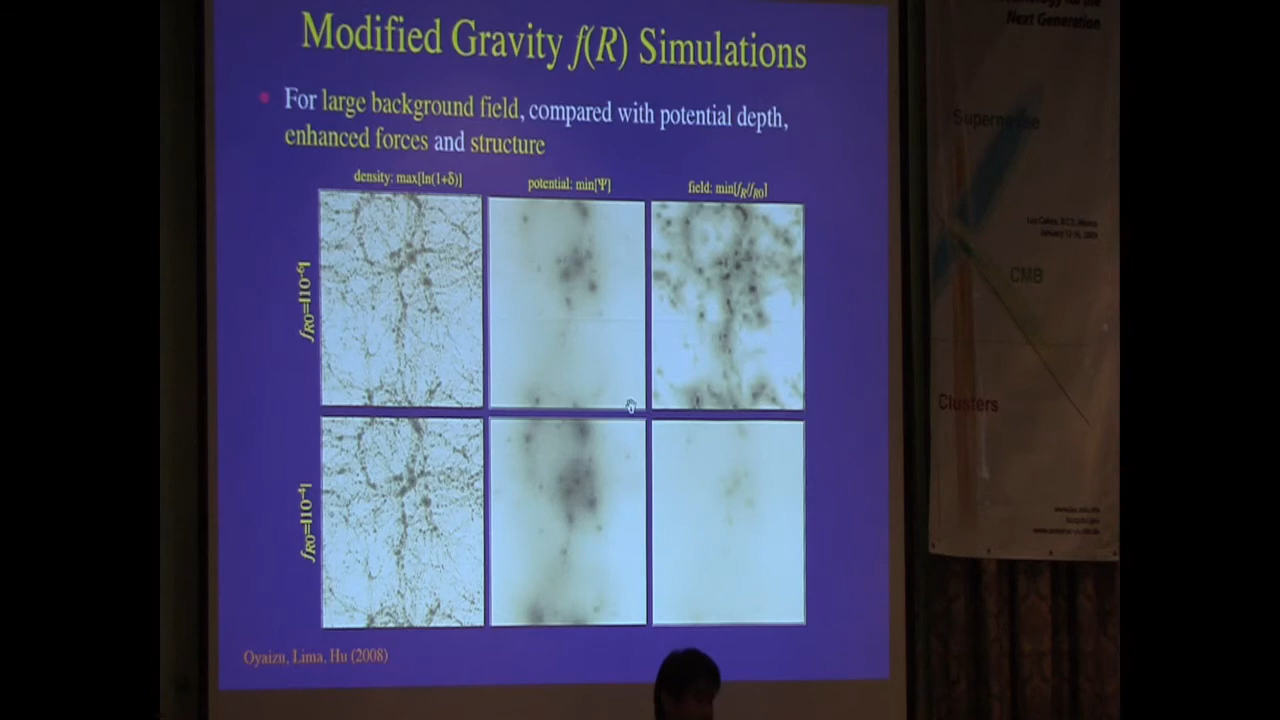 Modified Gravity f(R) Simulations
For large background field, compared with potential depth,
enhanced forces and structure
density: max[ln(1+δ)]
potential: min[Ψ]
field: min[fR/fR0]
fR0=|10⁻⁶|
fR0=|10⁻⁴|
Oyaizu, Lima, Hu (2008)
Next Generation
Supernovae
CMB
Clusters